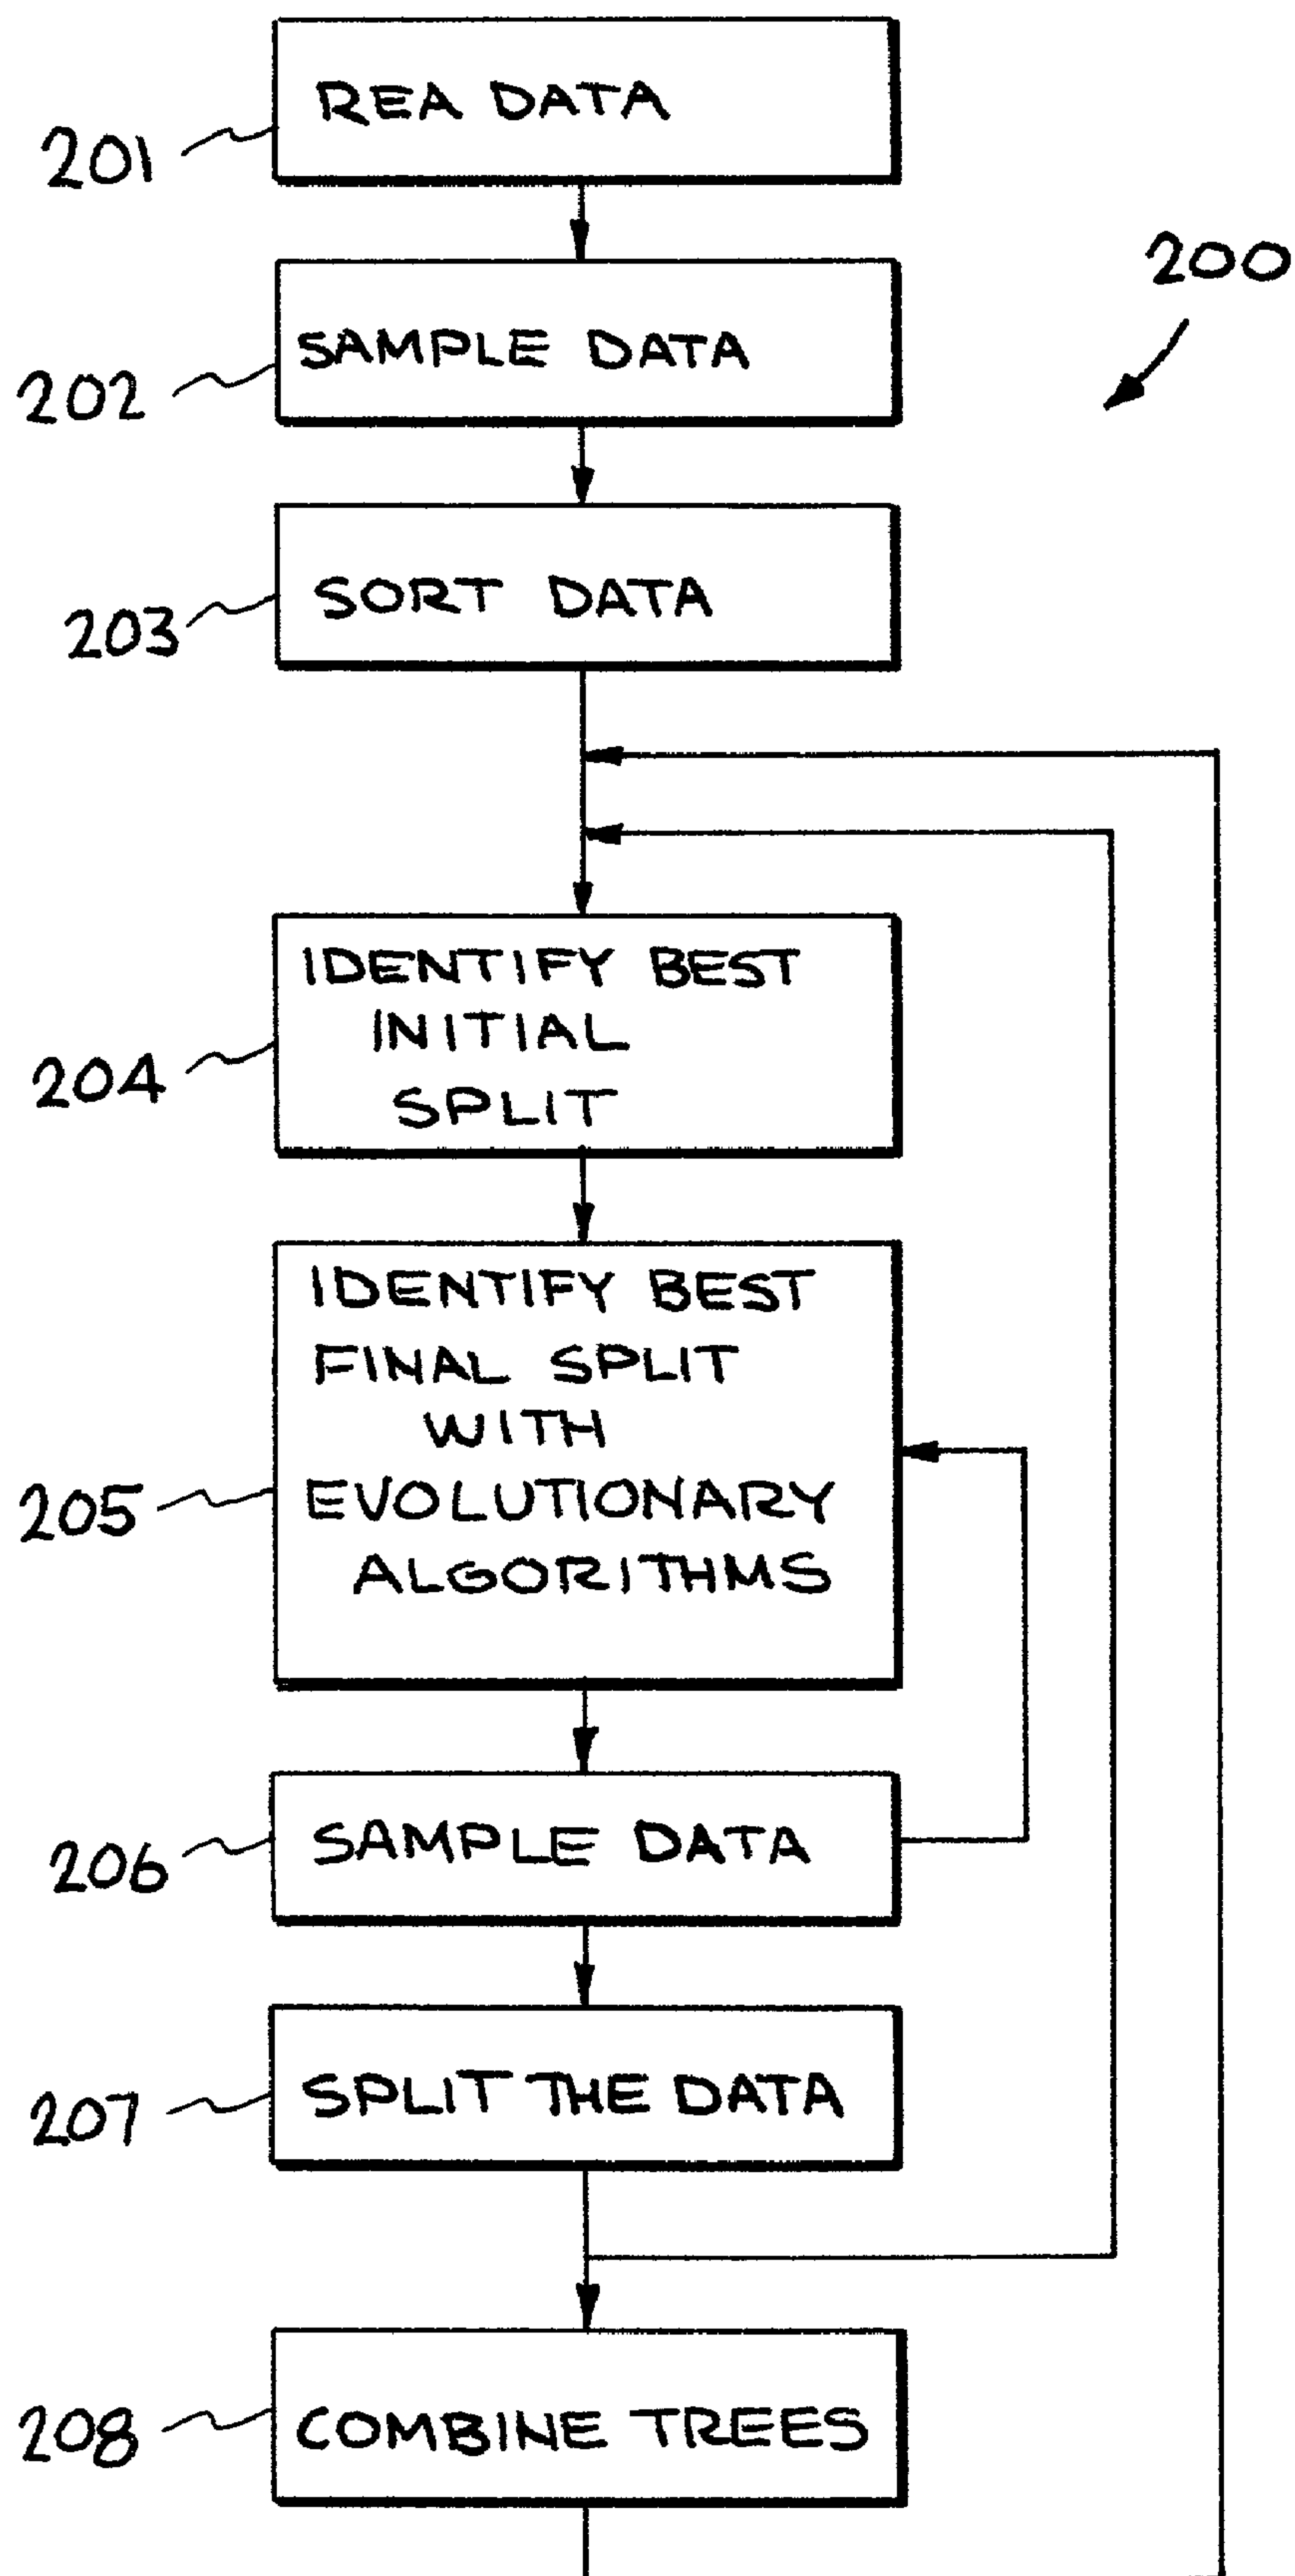 REA DATA
201
200
SAMPLE DATA
202
SORT DATA
203
IDENTIFY BEST
INITIAL
SPLIT
204
IDENTIFY BEST
FINAL SPLIT
WITH
EVOLUTIONARY
ALGORITHMS
205
SAMPLE DATA
206
SPLIT THE DATA
207
COMBINE TREES
208